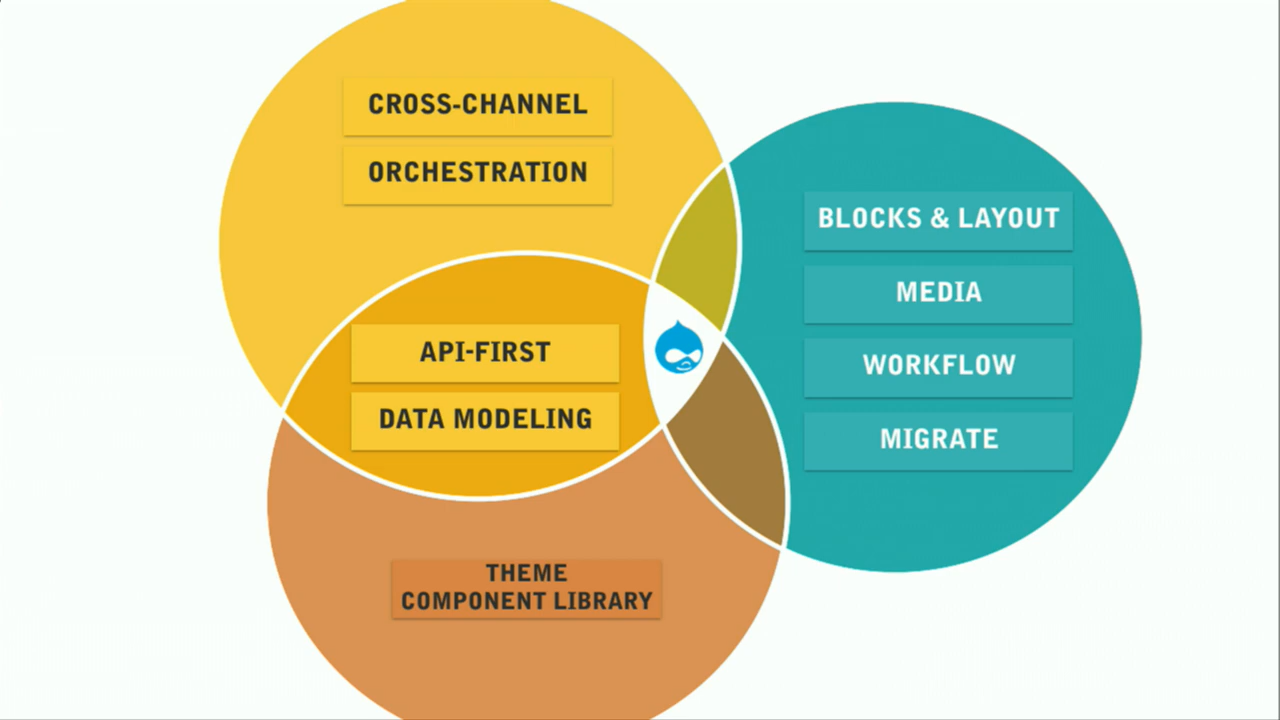 CROSS-CHANNEL
ORCHESTRATION
API-FIRST
DATA MODELING
THEME
COMPONENT LIBRARY
BLOCKS & LAYOUT
MEDIA
WORKFLOW
MIGRATE